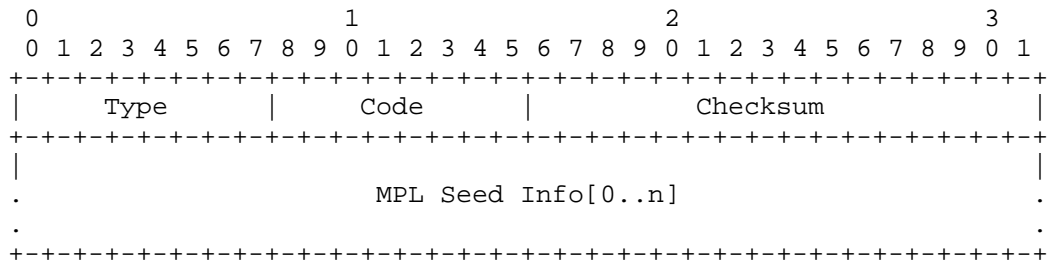 0                   1                   2                   3
 0 1 2 3 4 5 6 7 8 9 0 1 2 3 4 5 6 7 8 9 0 1 2 3 4 5 6 7 8 9 0 1
+-+-+-+-+-+-+-+-+-+-+-+-+-+-+-+-+-+-+-+-+-+-+-+-+-+-+-+-+-+-+-+-+
|     Type      |     Code      |          Checksum             |
+-+-+-+-+-+-+-+-+-+-+-+-+-+-+-+-+-+-+-+-+-+-+-+-+-+-+-+-+-+-+-+-+
|                                                               |
.                      MPL Seed Info[0..n]                      .
.                                                               .
+-+-+-+-+-+-+-+-+-+-+-+-+-+-+-+-+-+-+-+-+-+-+-+-+-+-+-+-+-+-+-+-+